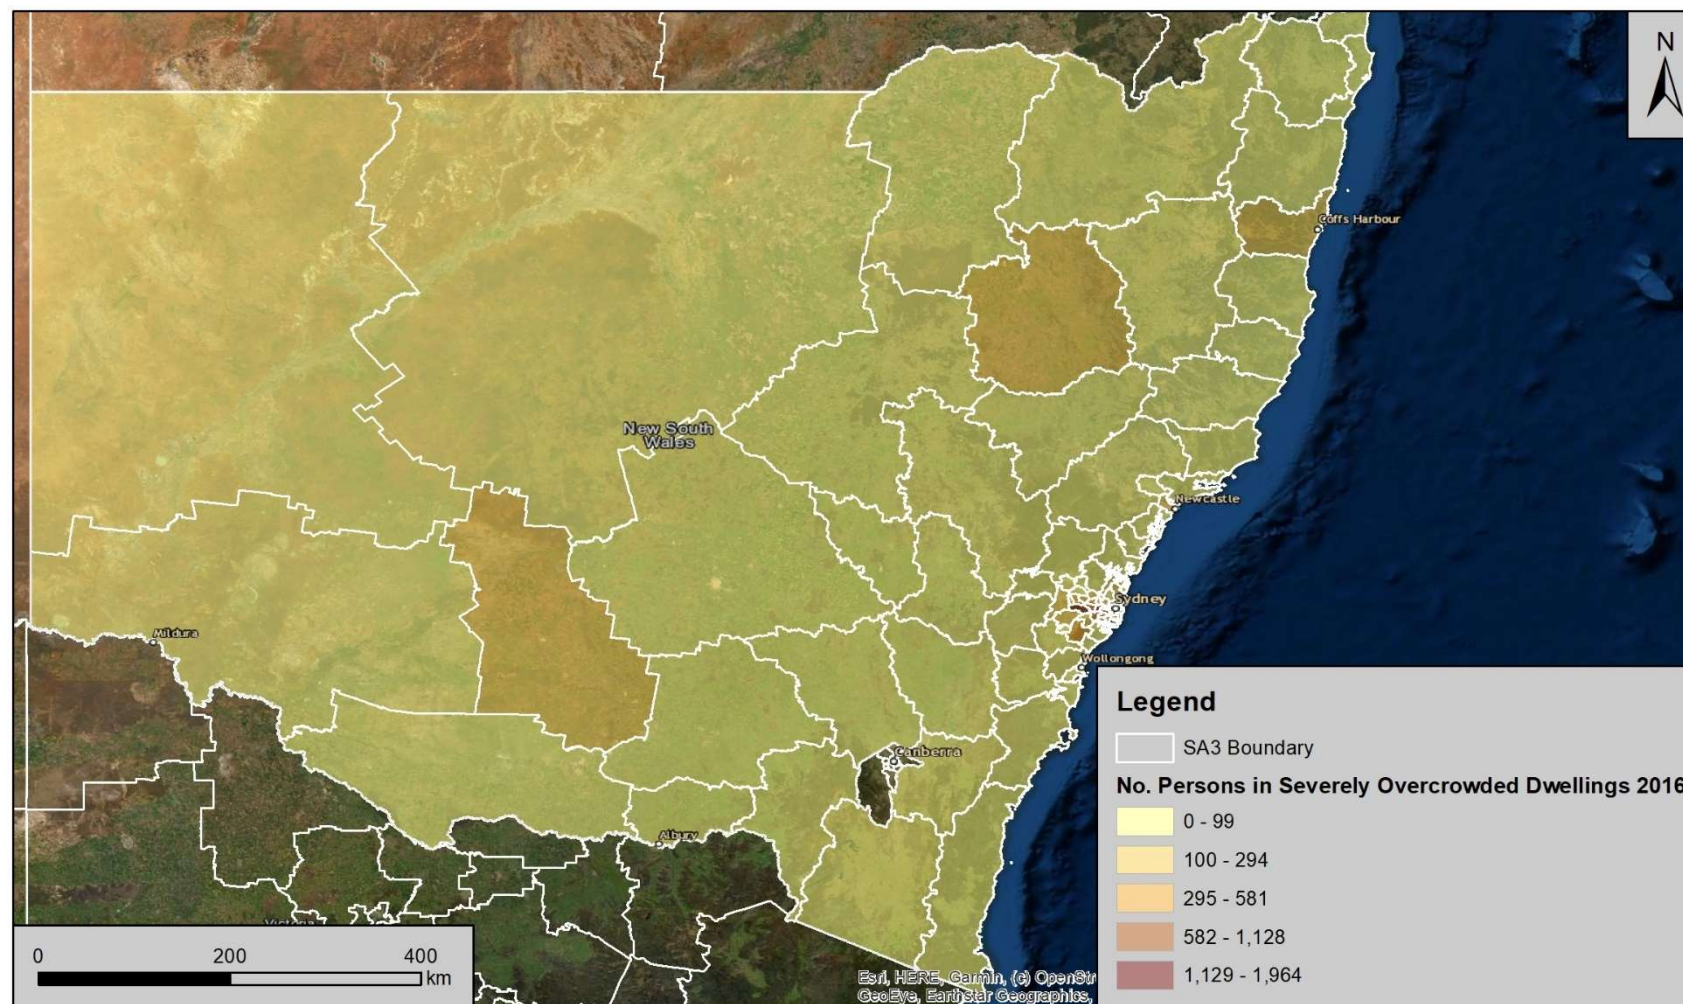 N
Coffs Harbour
New South
Wales
Newcastle
Sydney
Mildura
Wollongong
Canberra
Albury
Legend
SA3 Boundary
No. Persons in Severely Overcrowded Dwellings 2016
0 - 99
100 - 294
295 - 581
582 - 1,128
1,129 - 1,964
0 200 400
km
Esri, HERE, Garmin, (c) OpenStr
GeoEye, Earthstar Geographics,